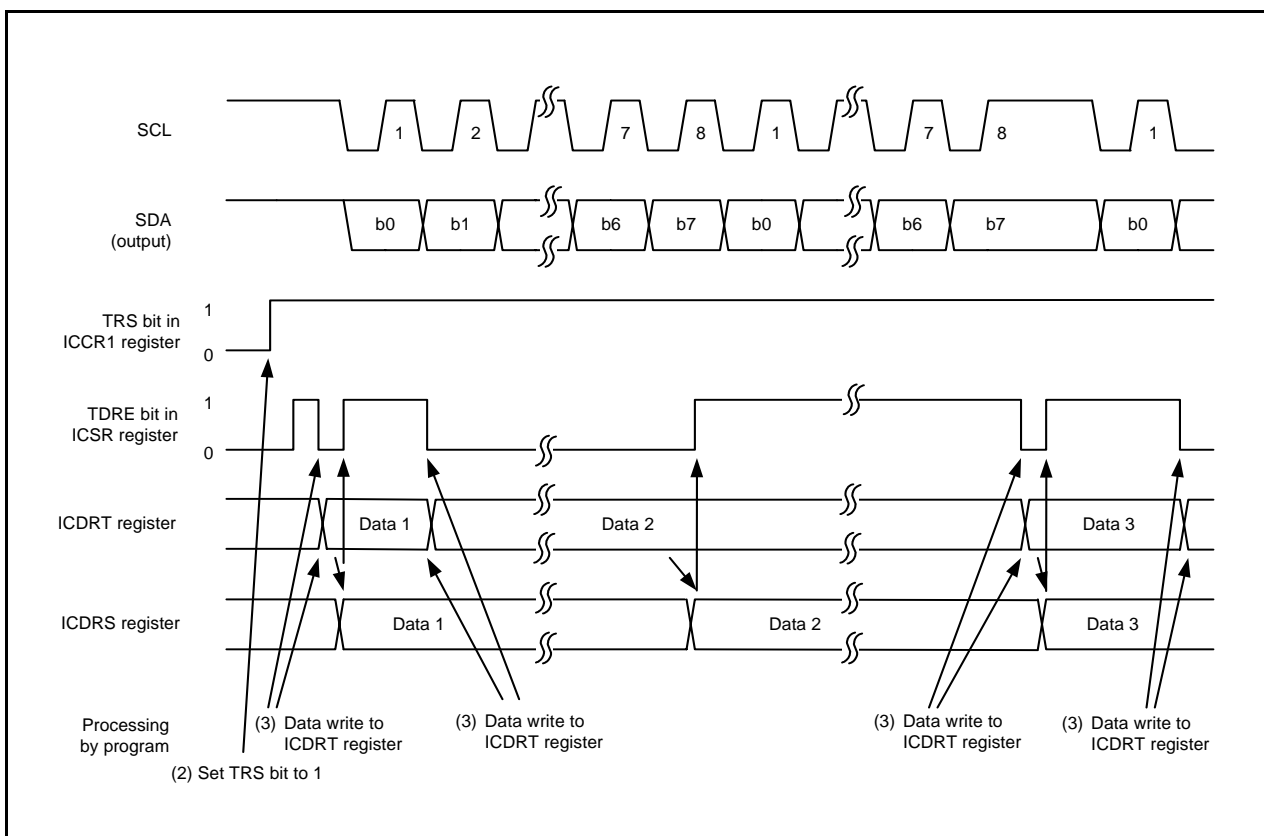 SCL
1 2 7 8 1 7 8 1
SDA
(output)
b0 b1 b6 b7 b0 b6 b7 b0
TRS bit in
ICCR1 register
1
0
TDRE bit in
ICSR register
1
0
ICDRT register
Data 1 Data 2 Data 3
ICDRS register
Data 1 Data 2 Data 3
Processing
by program
(3) Data write to
ICDRT register
(3) Data write to
ICDRT register
(3) Data write to
ICDRT register
(3) Data write to
ICDRT register
(2) Set TRS bit to 1